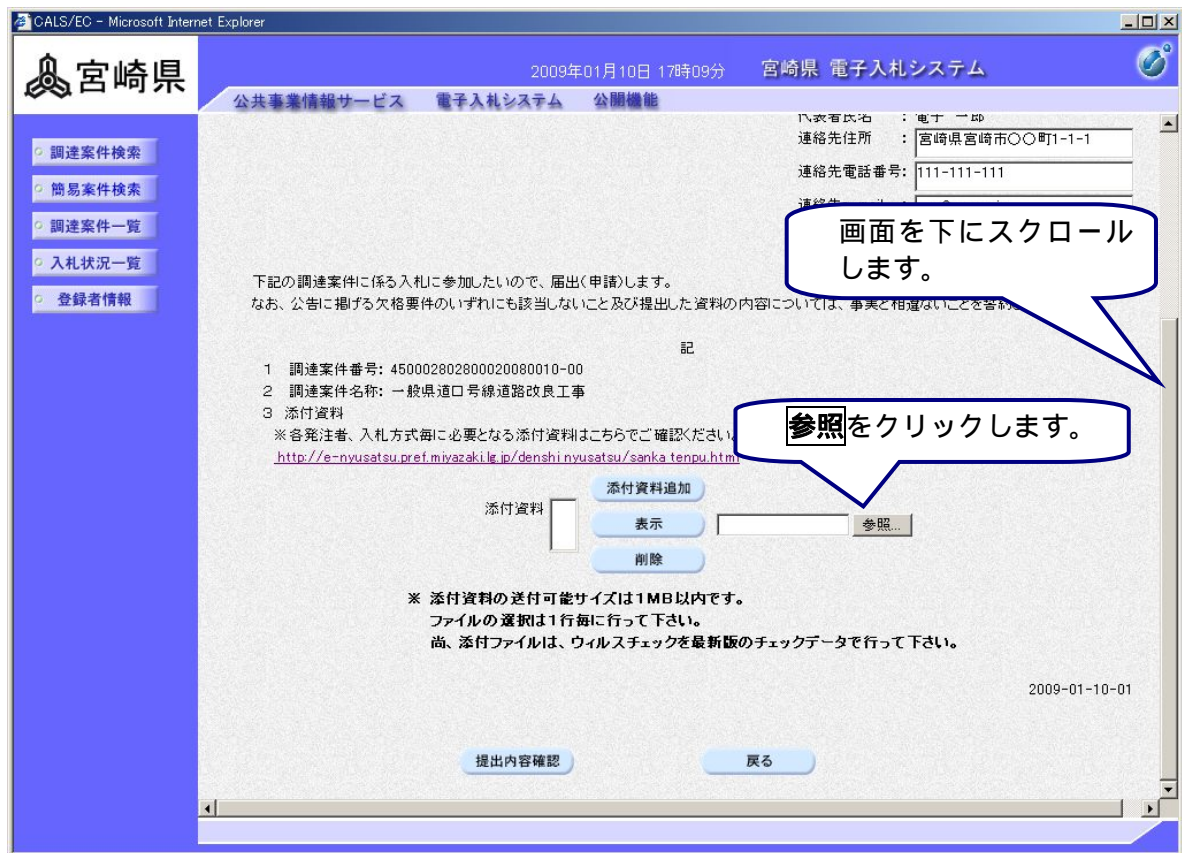 CALS/EC - Microsoft Internet Explorer
宮崎県
2009年01月10日 17時09分
宮崎県 電子入札システム
公共事業情報サービス 電子入札システム 公開機能
調達案件検索
簡易案件検索
調達案件一覧
入札状況一覧
登録者情報
代表者氏名 : 電子 一郎
連絡先住所 : 宮崎県宮崎市○○町1-1-1
連絡先電話番号: 111-111-111
画面を下にスクロール
します。
下記の調達案件に係る入札に参加したいので、届出(申請)します。
なお、公告に掲げる欠格要件のいずれにも該当しないこと及び提出した資料の内容については、事実と相違ないことを誓約
記
1 調達案件番号: 450002802800020080010-00
2 調達案件名称: 一般県道口号線道路改良工事
3 添付資料
※各発注者、入札方式毎に必要となる添付資料はこちらでご確認ください。
http://e-nyusatsu.pref.miyazaki.lg.jp/denshi nyusatsu/sanka tenpu.html
参照をクリックします。
添付資料
添付資料追加
表示
参照...
削除
※ 添付資料の送付可能サイズは1MB以内です。
ファイルの選択は1行毎に行って下さい。
尚、添付ファイルは、ウィルスチェックを最新版のチェックデータで行って下さい。
2009-01-10-01
提出内容確認
戻る